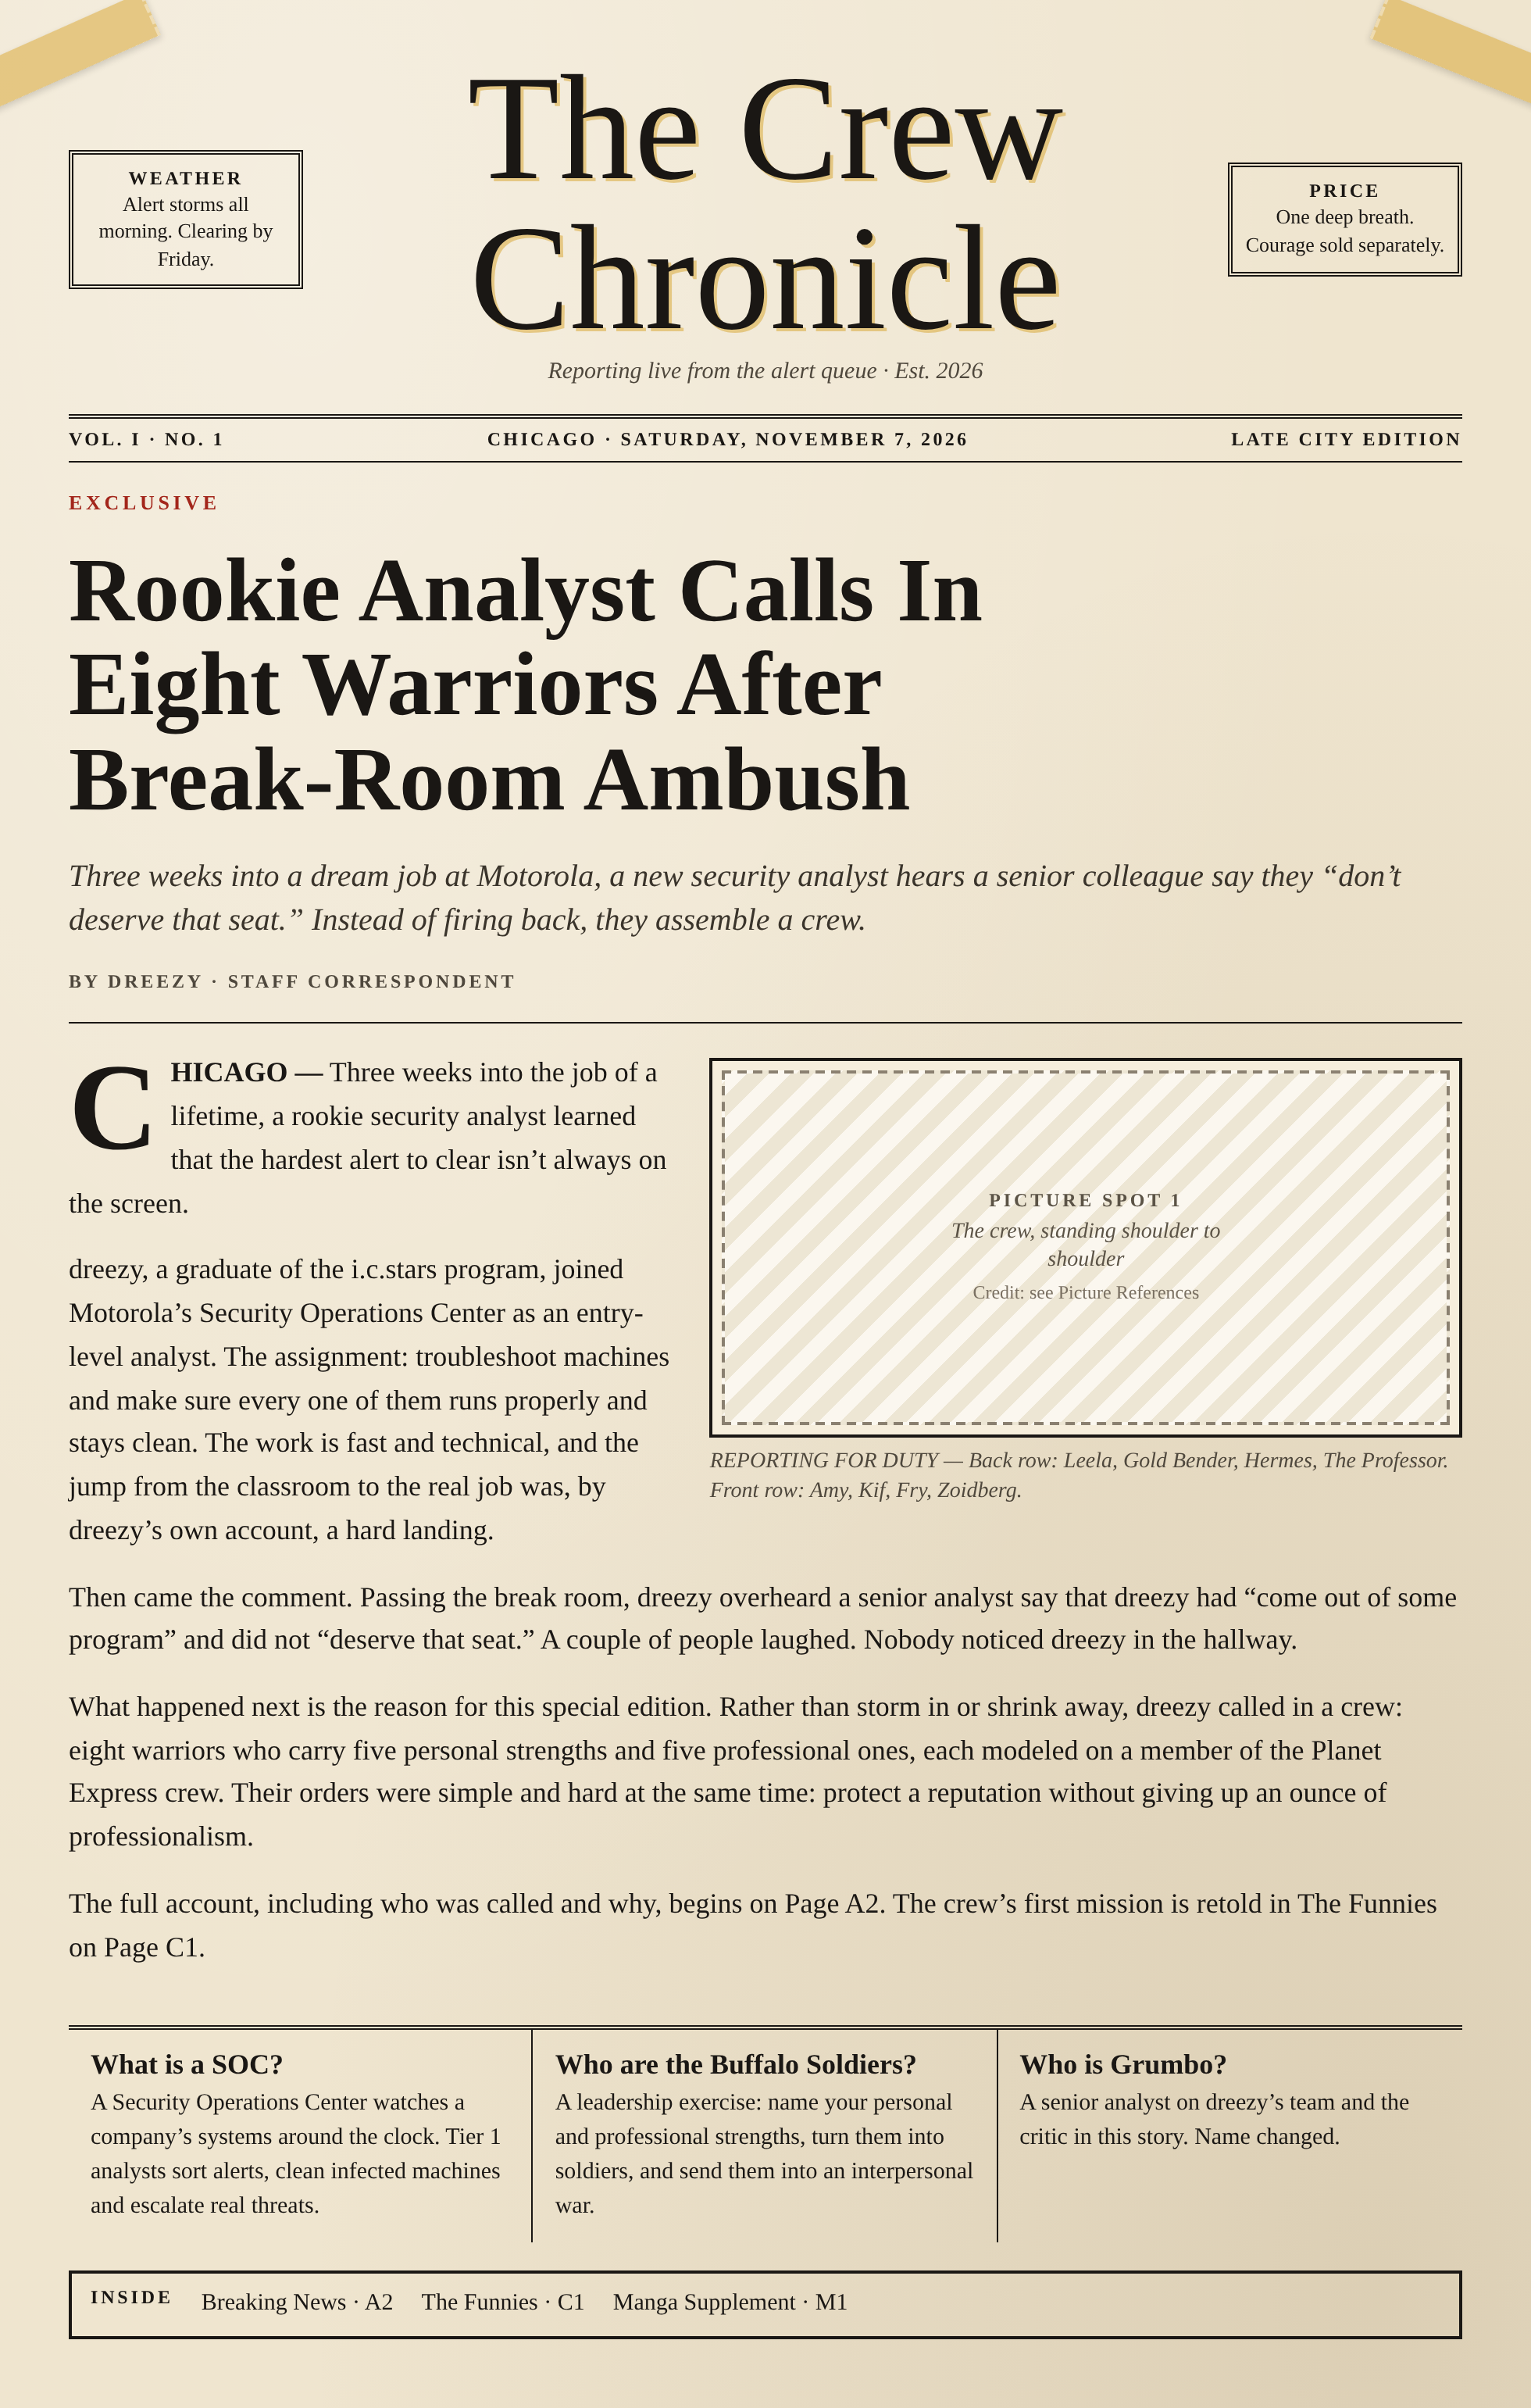 The Crew
Chronicle
WEATHER
Alert storms all
morning. Clearing by
Friday.
PRICE
One deep breath.
Courage sold separately.
Reporting live from the alert queue · Est. 2026
VOL. I · NO. 1
CHICAGO · SATURDAY, NOVEMBER 7, 2026
LATE CITY EDITION
EXCLUSIVE
Rookie Analyst Calls In
Eight Warriors After
Break-Room Ambush
Three weeks into a dream job at Motorola, a new security analyst hears a senior colleague say they “don’t
deserve that seat.” Instead of firing back, they assemble a crew.
BY DREEZY · STAFF CORRESPONDENT
CHICAGO — Three weeks into the job of a
lifetime, a rookie security analyst learned
that the hardest alert to clear isn’t always on
the screen.
dreezy, a graduate of the i.c.stars program, joined
Motorola’s Security Operations Center as an entry-
level analyst. The assignment: troubleshoot machines
and make sure every one of them runs properly and
stays clean. The work is fast and technical, and the
jump from the classroom to the real job was, by
dreezy’s own account, a hard landing.
PICTURE SPOT 1
The crew, standing shoulder to
shoulder
Credit: see Picture References
REPORTING FOR DUTY — Back row: Leela, Gold Bender, Hermes, The Professor.
Front row: Amy, Kif, Fry, Zoidberg.
Then came the comment. Passing the break room, dreezy overheard a senior analyst say that dreezy had “come out of some
program” and did not “deserve that seat.” A couple of people laughed. Nobody noticed dreezy in the hallway.
What happened next is the reason for this special edition. Rather than storm in or shrink away, dreezy called in a crew:
eight warriors who carry five personal strengths and five professional ones, each modeled on a member of the Planet
Express crew. Their orders were simple and hard at the same time: protect a reputation without giving up an ounce of
professionalism.
The full account, including who was called and why, begins on Page A2. The crew’s first mission is retold in The Funnies
on Page C1.
What is a SOC?
A Security Operations Center watches a
company’s systems around the clock. Tier 1
analysts sort alerts, clean infected machines
and escalate real threats.
Who are the Buffalo Soldiers?
A leadership exercise: name your personal
and professional strengths, turn them into
soldiers, and send them into an interpersonal
war.
Who is Grumbo?
A senior analyst on dreezy’s team and the
critic in this story. Name changed.
INSIDE Breaking News · A2 The Funnies · C1 Manga Supplement · M1